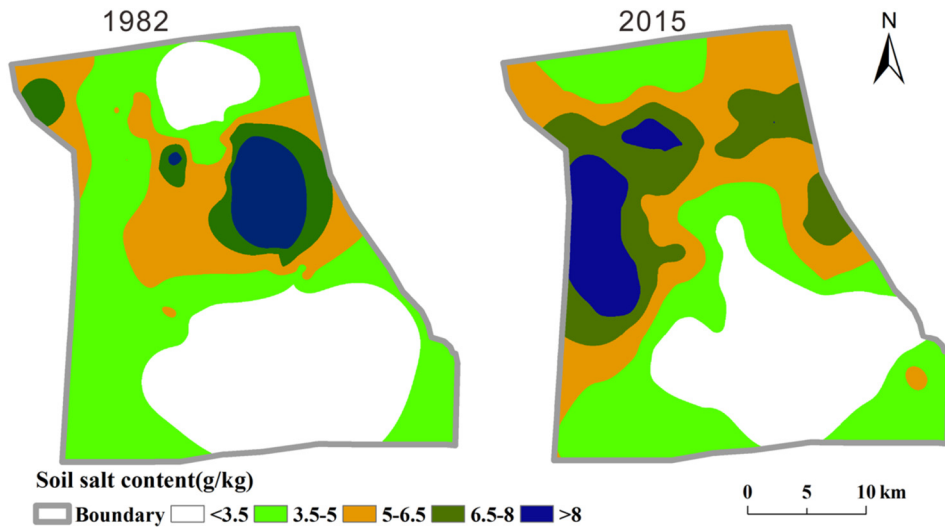 1982
2015
N
Soil salt content(g/kg)
Boundary <3.5 3.5-5 5-6.5 6.5-8 >8
0 5 10 km